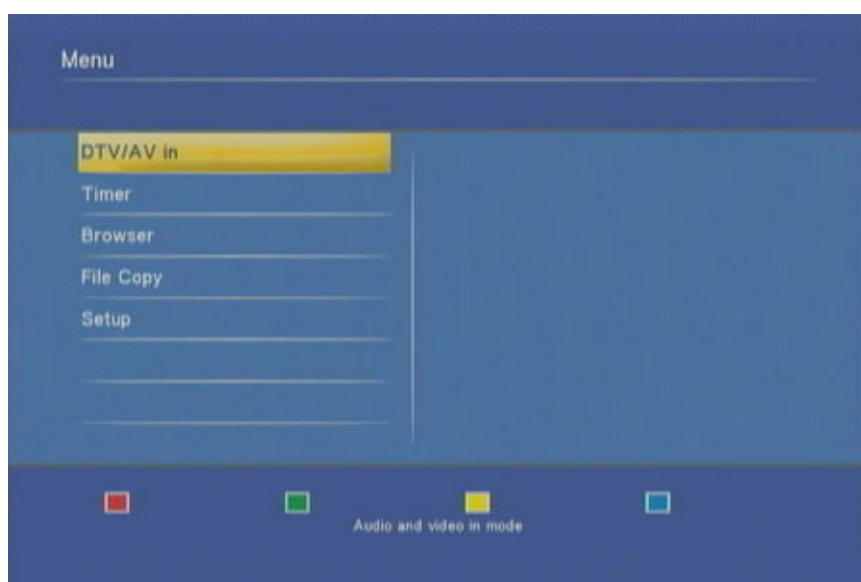 Menu
DTV/AV in
Timer
Browser
File Copy
Setup
Audio and video in mode